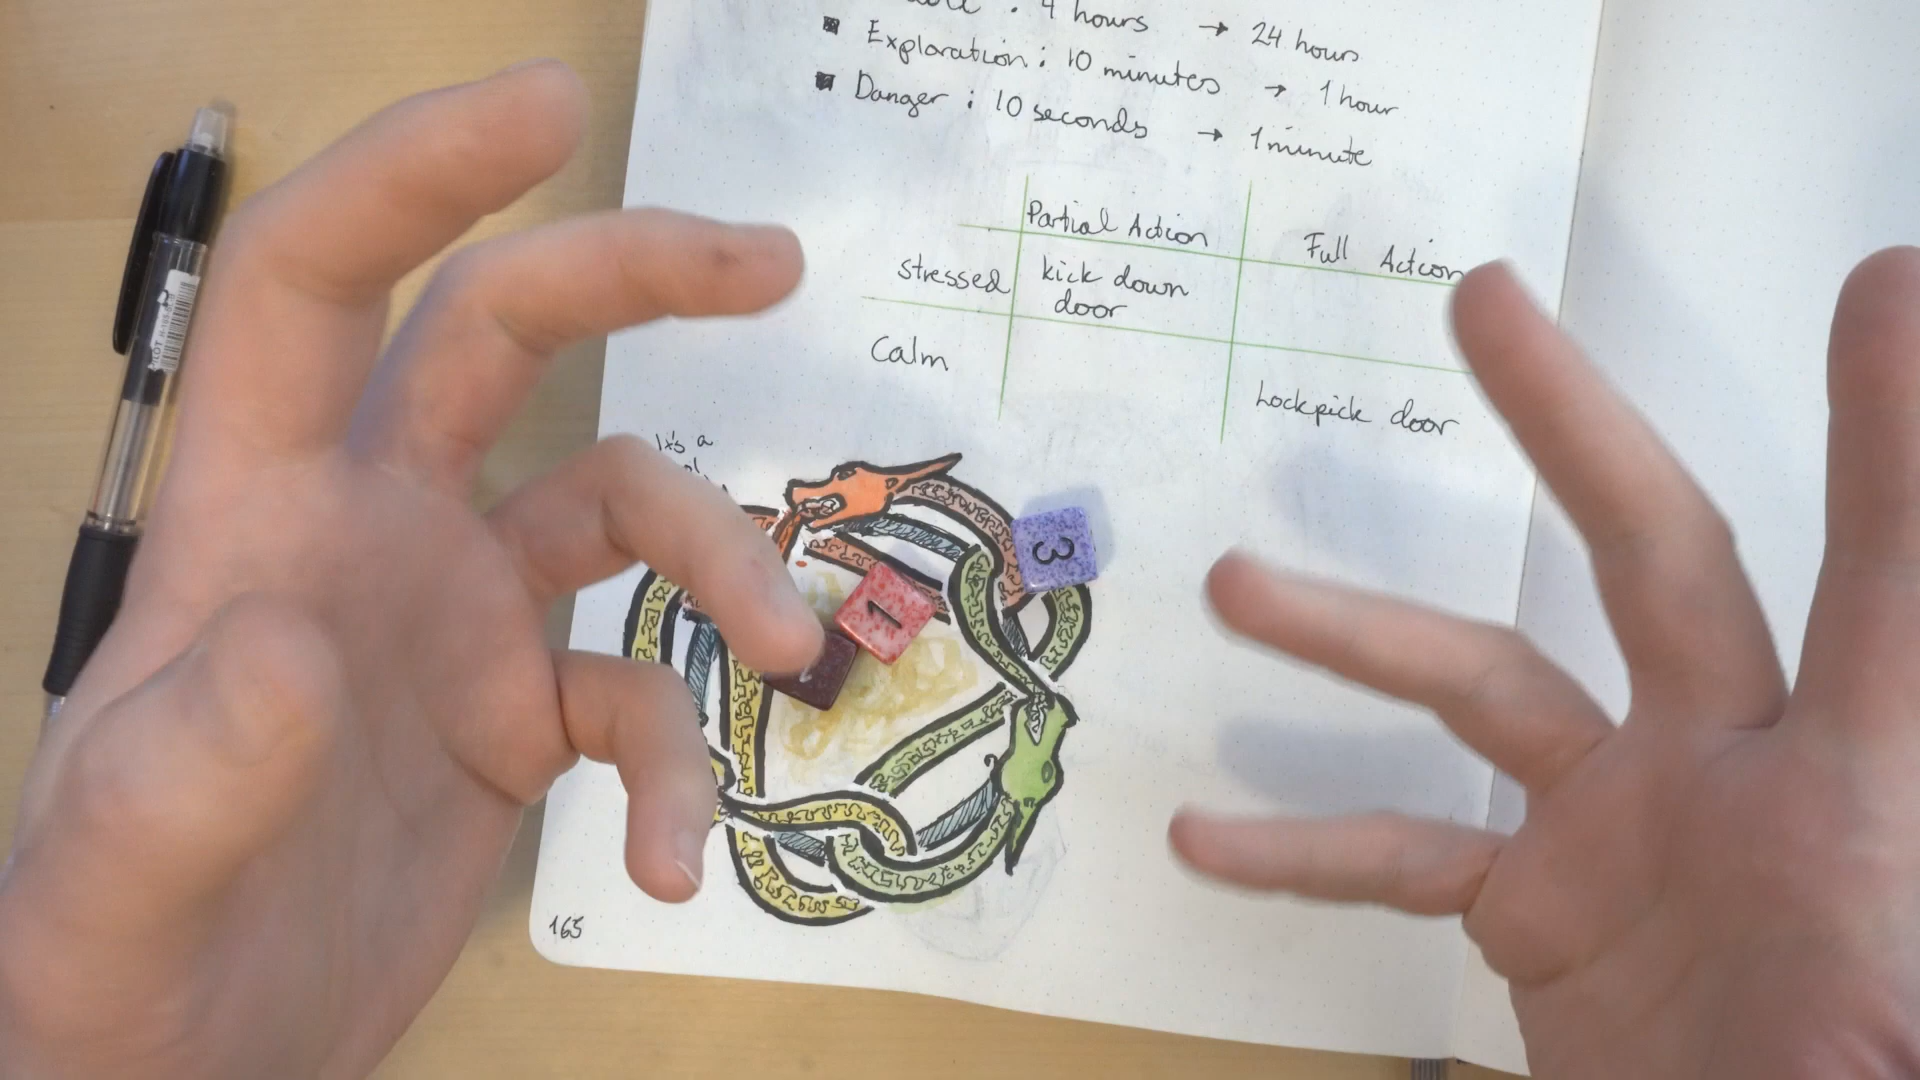 : 4 hours → 24 hours
Exploration : 10 minutes → 1 hour
Danger : 10 seconds → 1 minute
Partial Action Full Action
stressed kick down door
Calm Lockpick door
It's a
3
1
165
PILOT